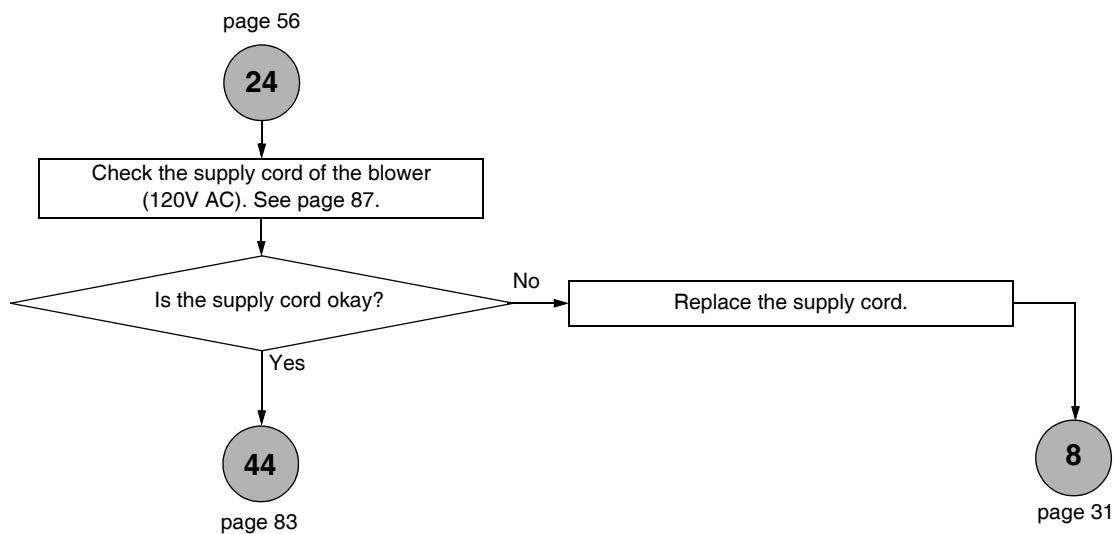 page 56
24
Check the supply cord of the blower
(120V AC). See page 87.
Is the supply cord okay?
No
Replace the supply cord.
Yes
44
page 83
8
page 31